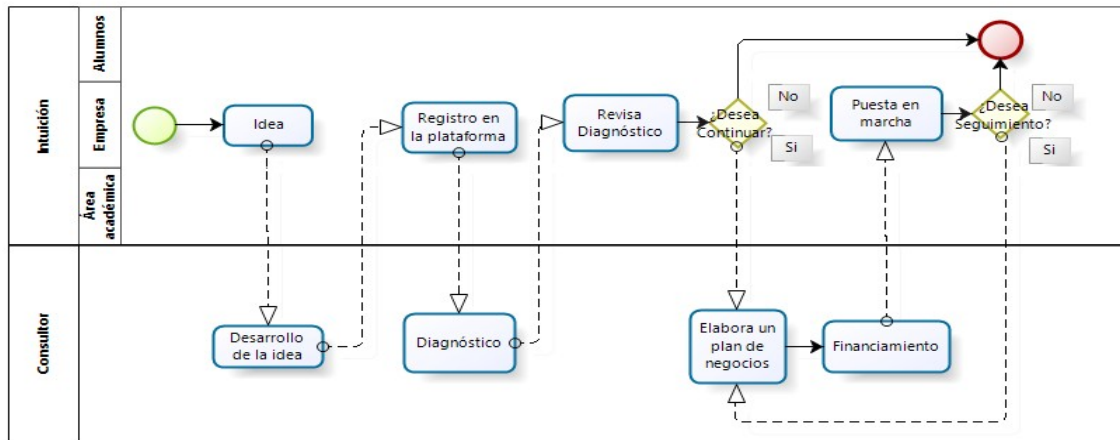 Intuición
Alumnos
Empresa
Área
académica
Idea
Registro en
la plataforma
Revisa
Diagnóstico
¿Desea
Continuar?
No
Si
Puesta en
marcha
¿Desea
Seguimiento?
No
Si
Consultor
Desarrollo
de la idea
Diagnóstico
Elabora un
plan de
negocios
Financiamiento